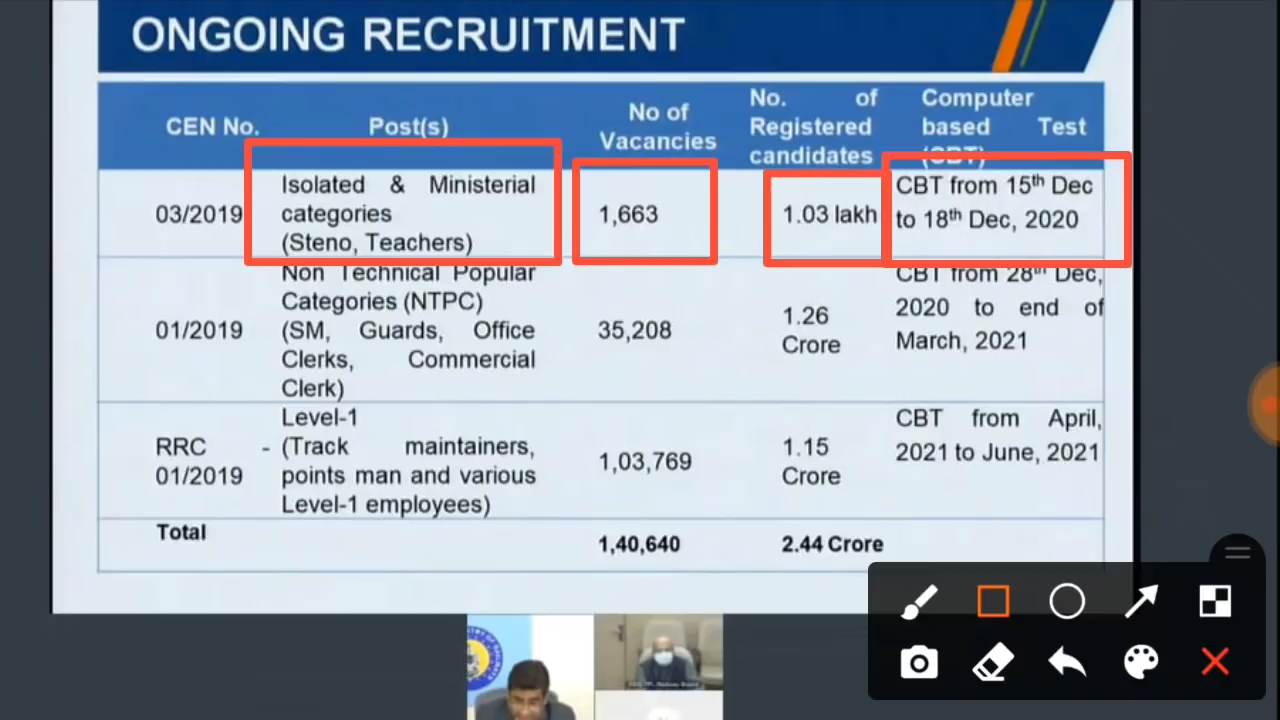 ONGOING RECRUITMENT
CEN No.
Post(s)
No of
Vacancies
No. of
Registered
candidates
Computer
based Test
(CBT)
03/2019
Isolated & Ministerial
categories
(Steno, Teachers)
1,663
1.03 lakh
CBT from 15th Dec
to 18th Dec, 2020
01/2019
Non Technical Popular
Categories (NTPC)
(SM, Guards, Office
Clerks, Commercial
Clerk)
35,208
1.26
Crore
CBT from 28th Dec,
2020 to end of
March, 2021
RRC -
01/2019
Level-1
(Track maintainers,
points man and various
Level-1 employees)
1,03,769
1.15
Crore
CBT from April,
2021 to June, 2021
Total
1,40,640
2.44 Crore